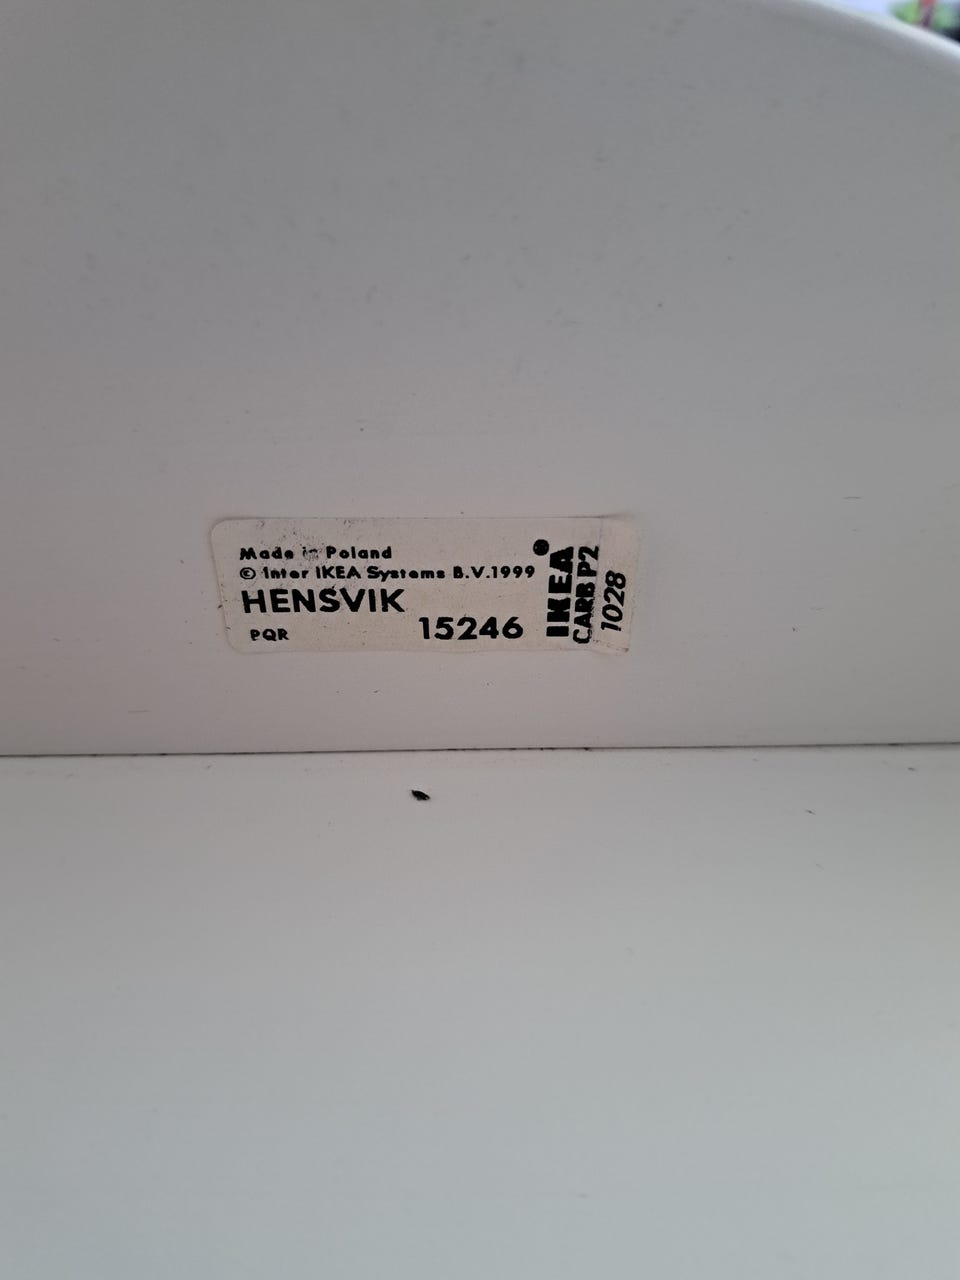 Made in Poland
© Inter IKEA Systems B.V.1999
HENSVIK
PQR
15246
IKEA®
CARB P2
1028